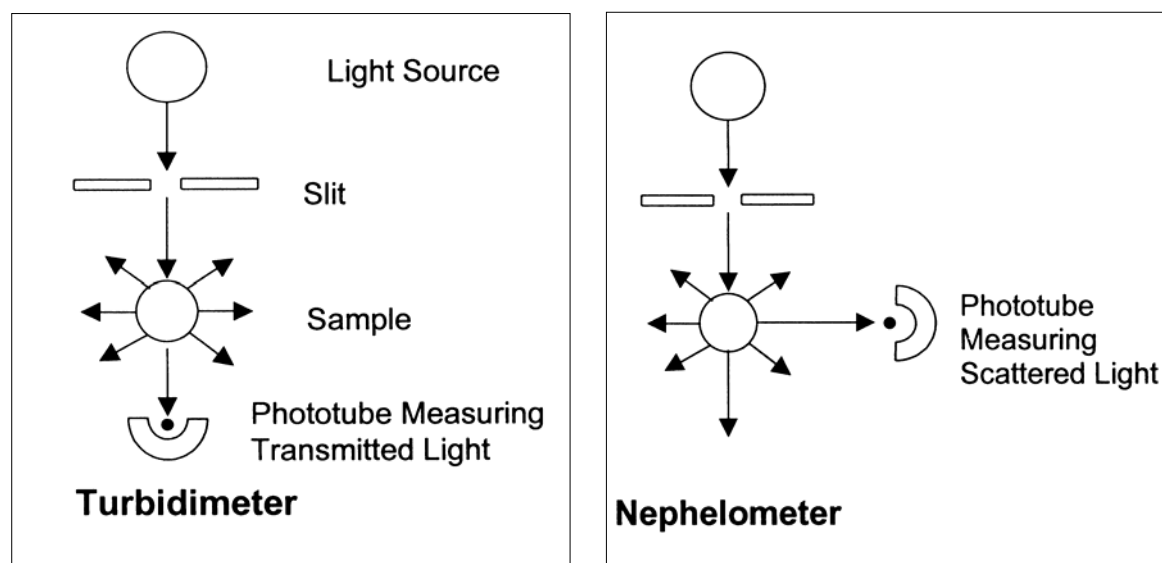 Light Source
Slit
Sample
Phototube Measuring
Transmitted Light
Turbidimeter
Phototube
Measuring
Scattered Light
Nephelometer